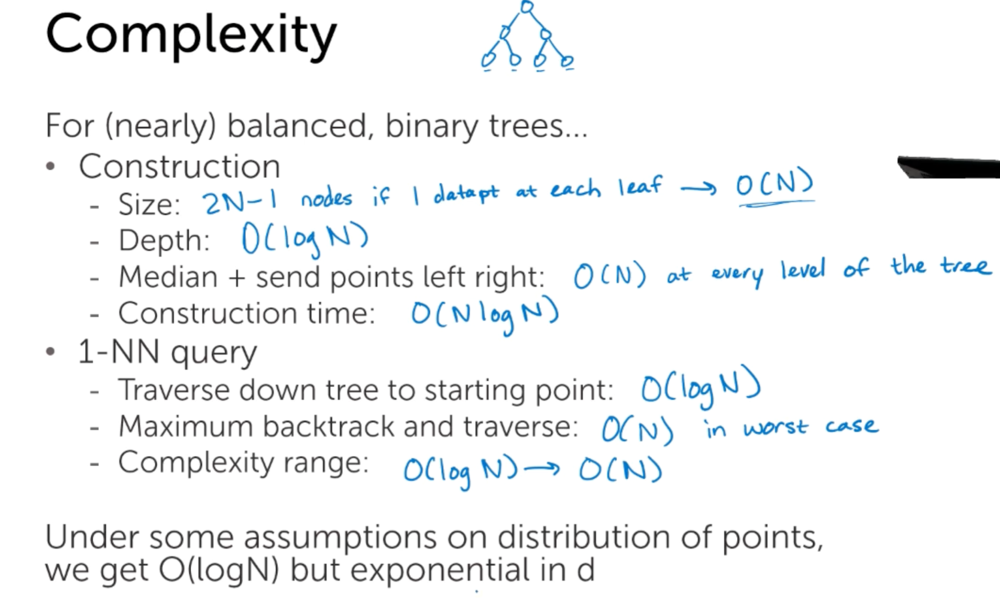 Complexity
For (nearly) balanced, binary trees...
• Construction
- Size: 2N-1 nodes if 1 datapt at each leaf → O(N)
- Depth: O(log N)
- Median + send points left right: O(N) at every level of the tree
- Construction time: O(N log N)
• 1-NN query
- Traverse down tree to starting point: O(log N)
- Maximum backtrack and traverse: O(N) in worst case
- Complexity range: O(log N) → O(N)
Under some assumptions on distribution of points,
we get O(logN) but exponential in d